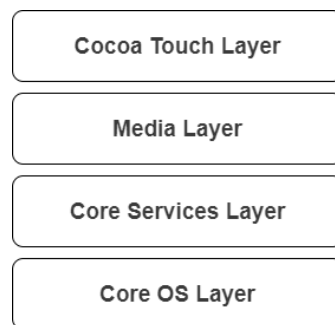 Cocoa Touch Layer
Media Layer
Core Services Layer
Core OS Layer